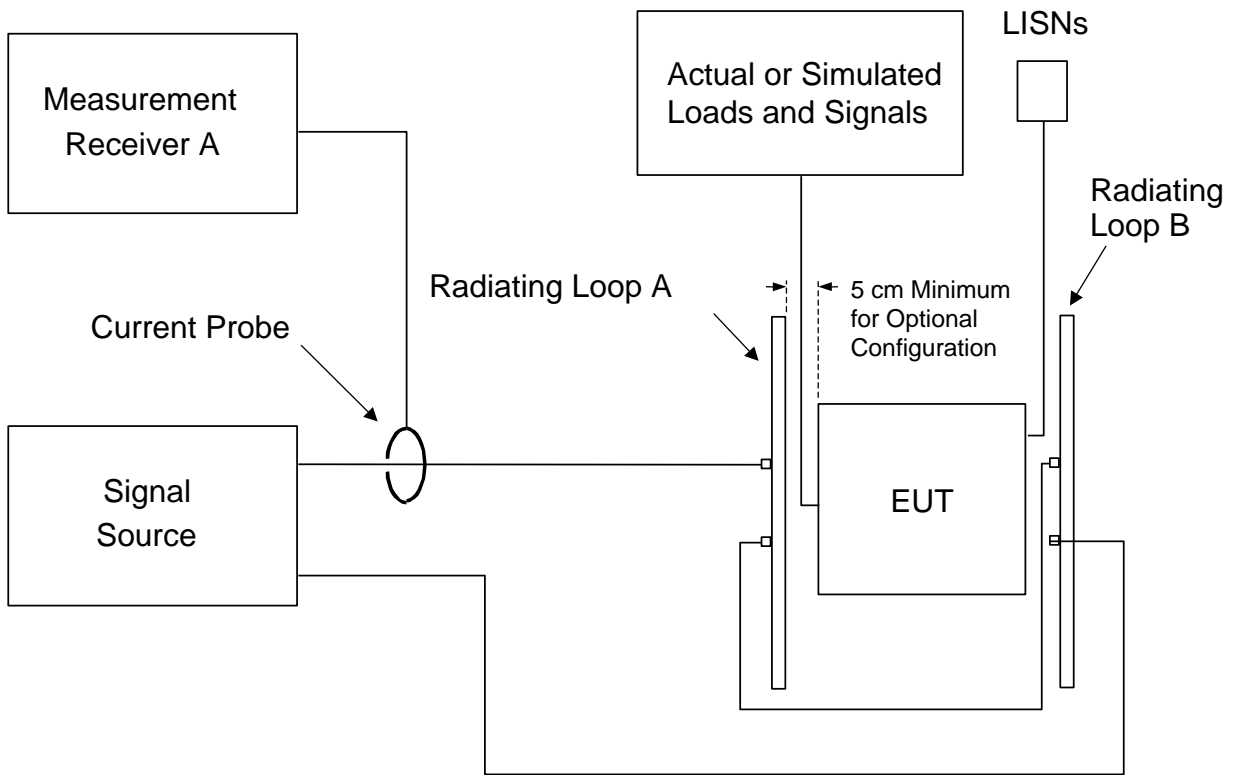 LISNs
Measurement
Receiver A
Actual or Simulated
Loads and Signals
Radiating
Loop B
Radiating Loop A
5 cm Minimum
for Optional
Configuration
Current Probe
Signal
Source
EUT